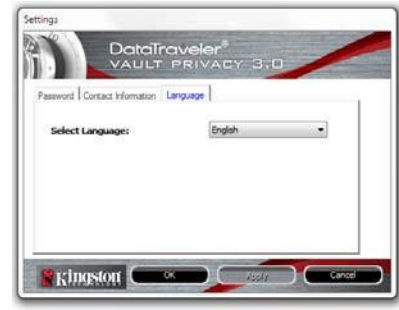 Settings
DataTraveler®
VAULT PRIVACY 3.0
Password Contact Information Language
Select Language: English
Kingston OK Apply Cancel